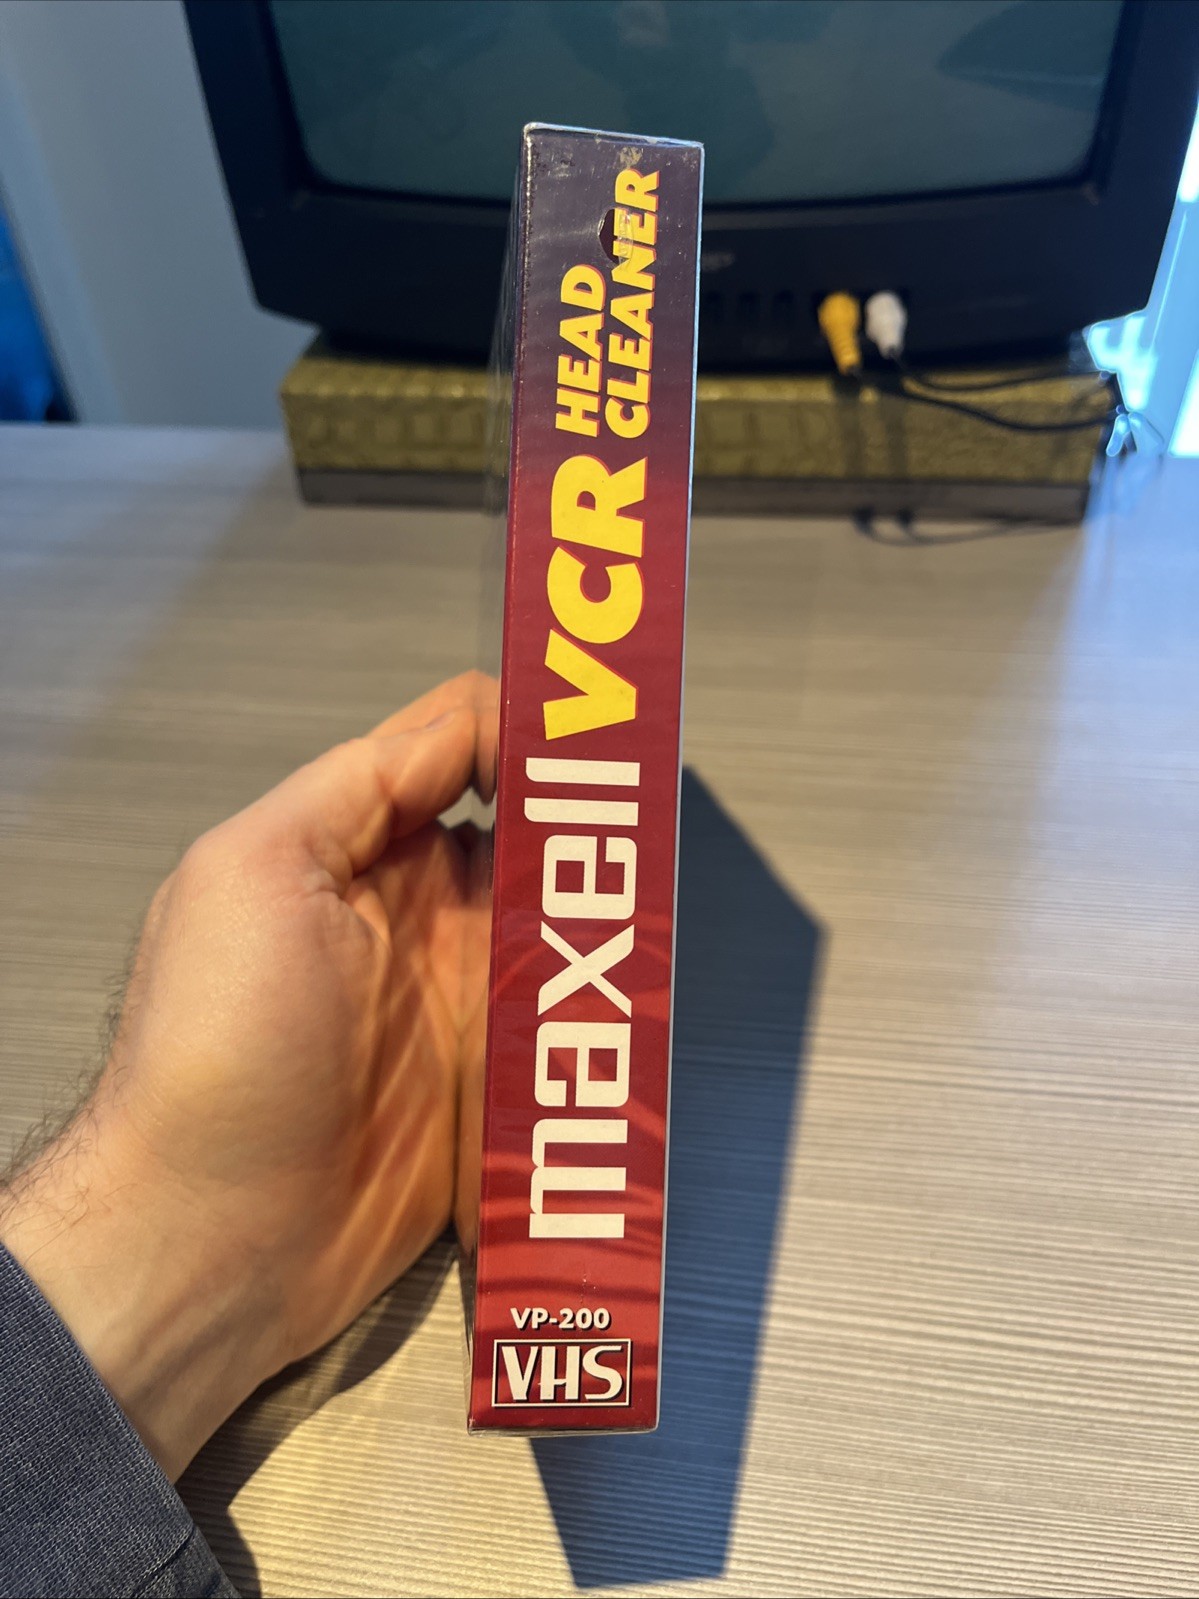 maxell VCR HEAD
CLEANER
VP-200
VHS